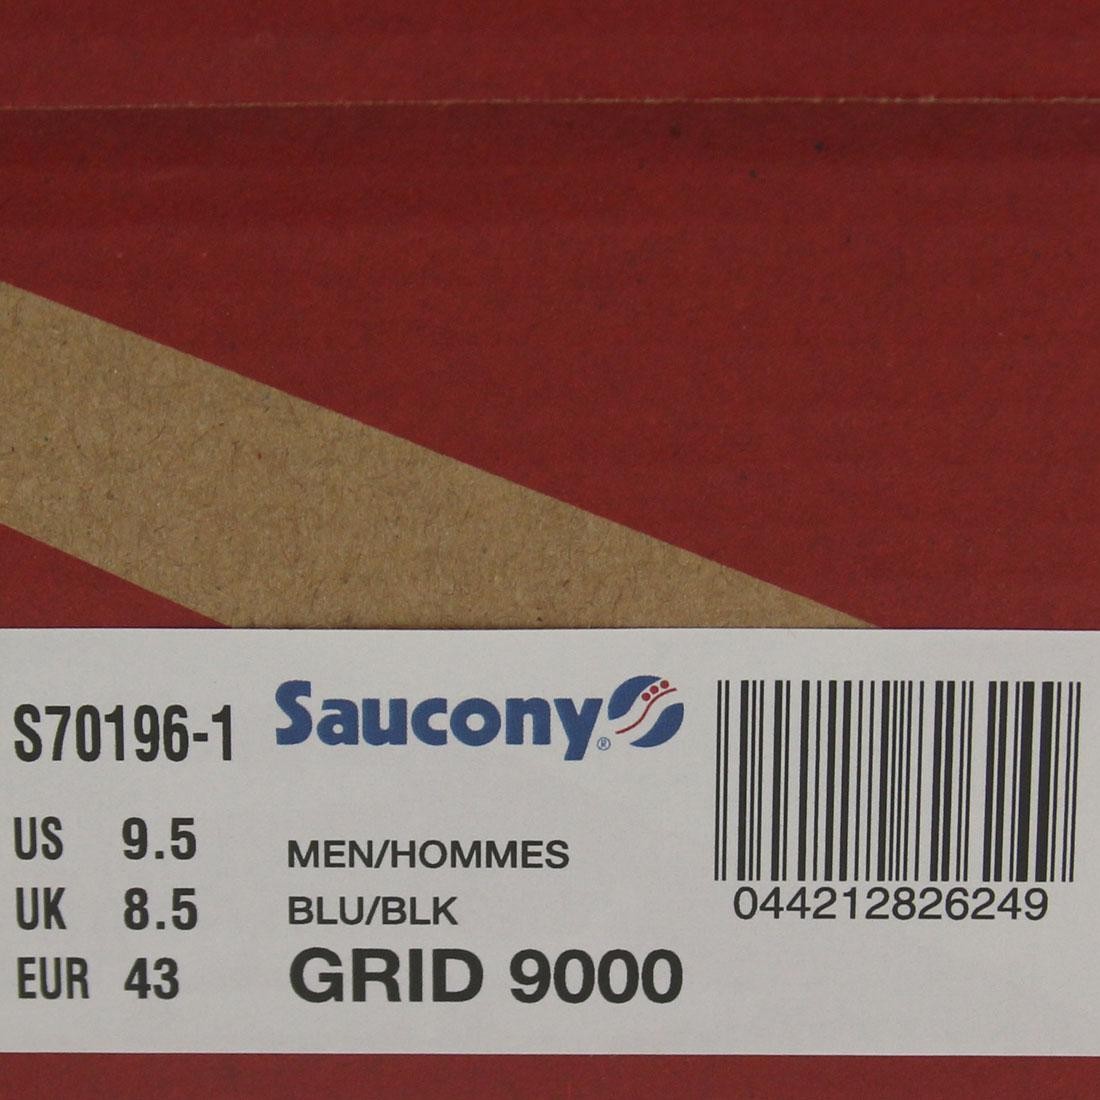 S70196-1
US 9.5
UK 8.5
EUR 43
Saucony®
MEN/HOMMES
BLU/BLK
GRID 9000
044212826249